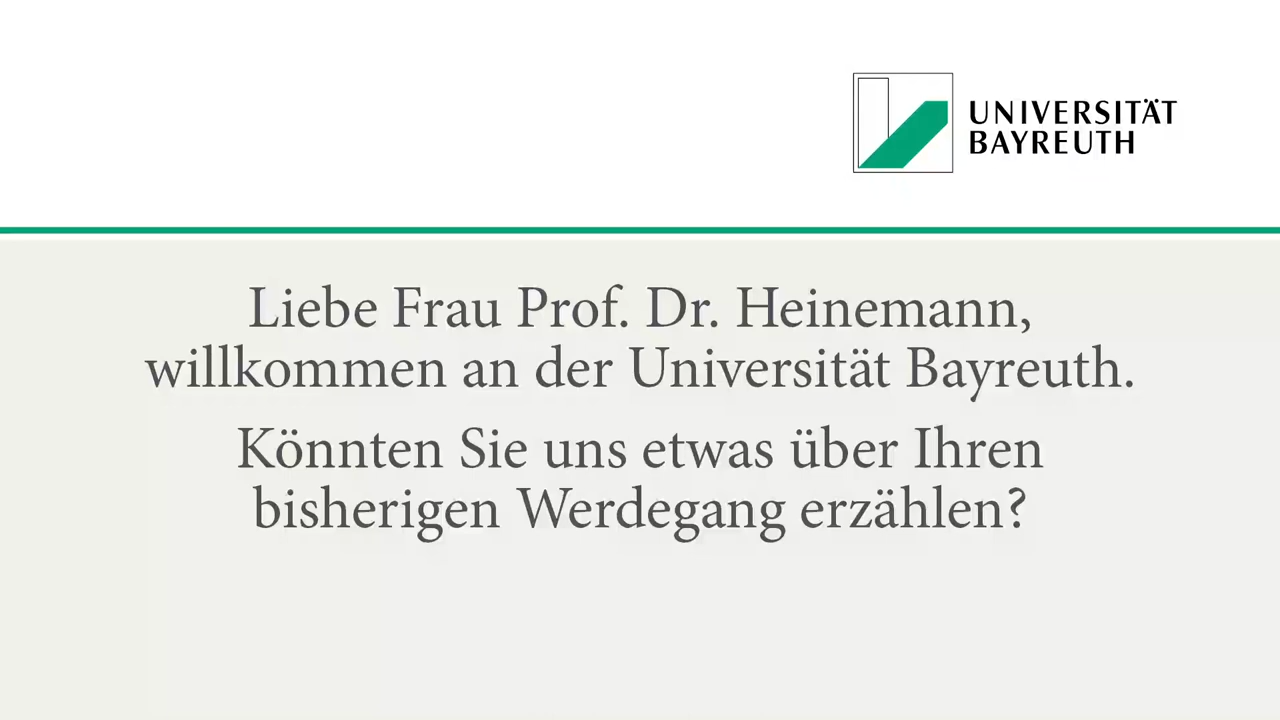 UNIVERSITÄT
BAYREUTH
Liebe Frau Prof. Dr. Heinemann,
willkommen an der Universität Bayreuth.
Könnten Sie uns etwas über Ihren
bisherigen Werdegang erzählen?